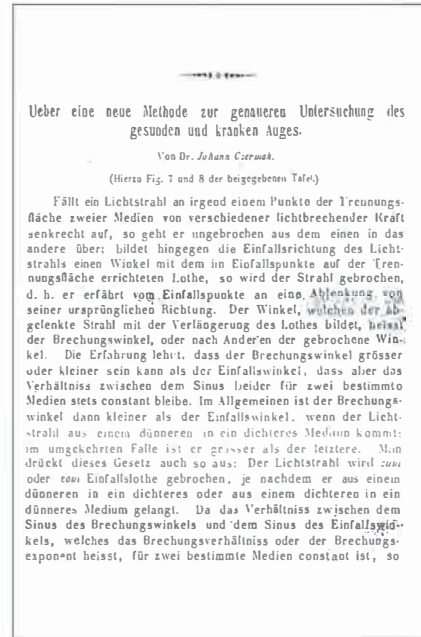 Ueber eine neue Methode zur genaueren Untersuchung des
gesunden und kranken Auges.
Von Dr. Johann Czermak.
(Hierzu Fig. 7 und 8 der beigegebenen Tafel.)
Fällt ein Lichtstrahl an irgend einem Punkte der Trennungs-
fläche zweier Medien von verschiedener lichtbrechender Kraft
senkrecht auf, so geht er ungebrochen aus dem einen in das
andere über; bildet hingegen die Einfallsrichtung des Licht-
strahls einen Winkel mit dem im Einfallspunkte auf der Tren-
nungsfläche errichteten Lothe, so wird der Strahl gebrochen,
d. h. er erfährt vom Einfallspunkte an eine Ablenkung von
seiner ursprünglichen Richtung. Der Winkel, welchen der ab-
gelenkte Strahl mit der Verlängerung des Lothes bildet, heisst
der Brechungswinkel, oder nach Anderen der gebrochene Win-
kel. Die Erfahrung lehrt, dass der Brechungswinkel grösser
oder kleiner sein kann als der Einfallswinkel, dass aber das
Verhältniss zwischen dem Sinus beider für zwei bestimmte
Medien stets constant bleibe. Im Allgemeinen ist der Brechungs-
winkel dann kleiner als der Einfallswinkel, wenn der Licht-
strahl aus einem dünneren in ein dichteres Medium kommt;
im umgekehrten Falle ist er grösser als der letztere. Man
drückt dieses Gesetz auch so aus: Der Lichtstrahl wird zum
oder vom Einfallslothe gebrochen, je nachdem er aus einem
dünneren in ein dichteres oder aus einem dichteren in ein
dünneres Medium gelangt. Da das Verhältniss zwischen dem
Sinus des Brechungswinkels und dem Sinus des Einfallswin-
kels, welches das Brechungsverhältniss oder der Brechungs-
exponent heisst, für zwei bestimmte Medien constant ist, so